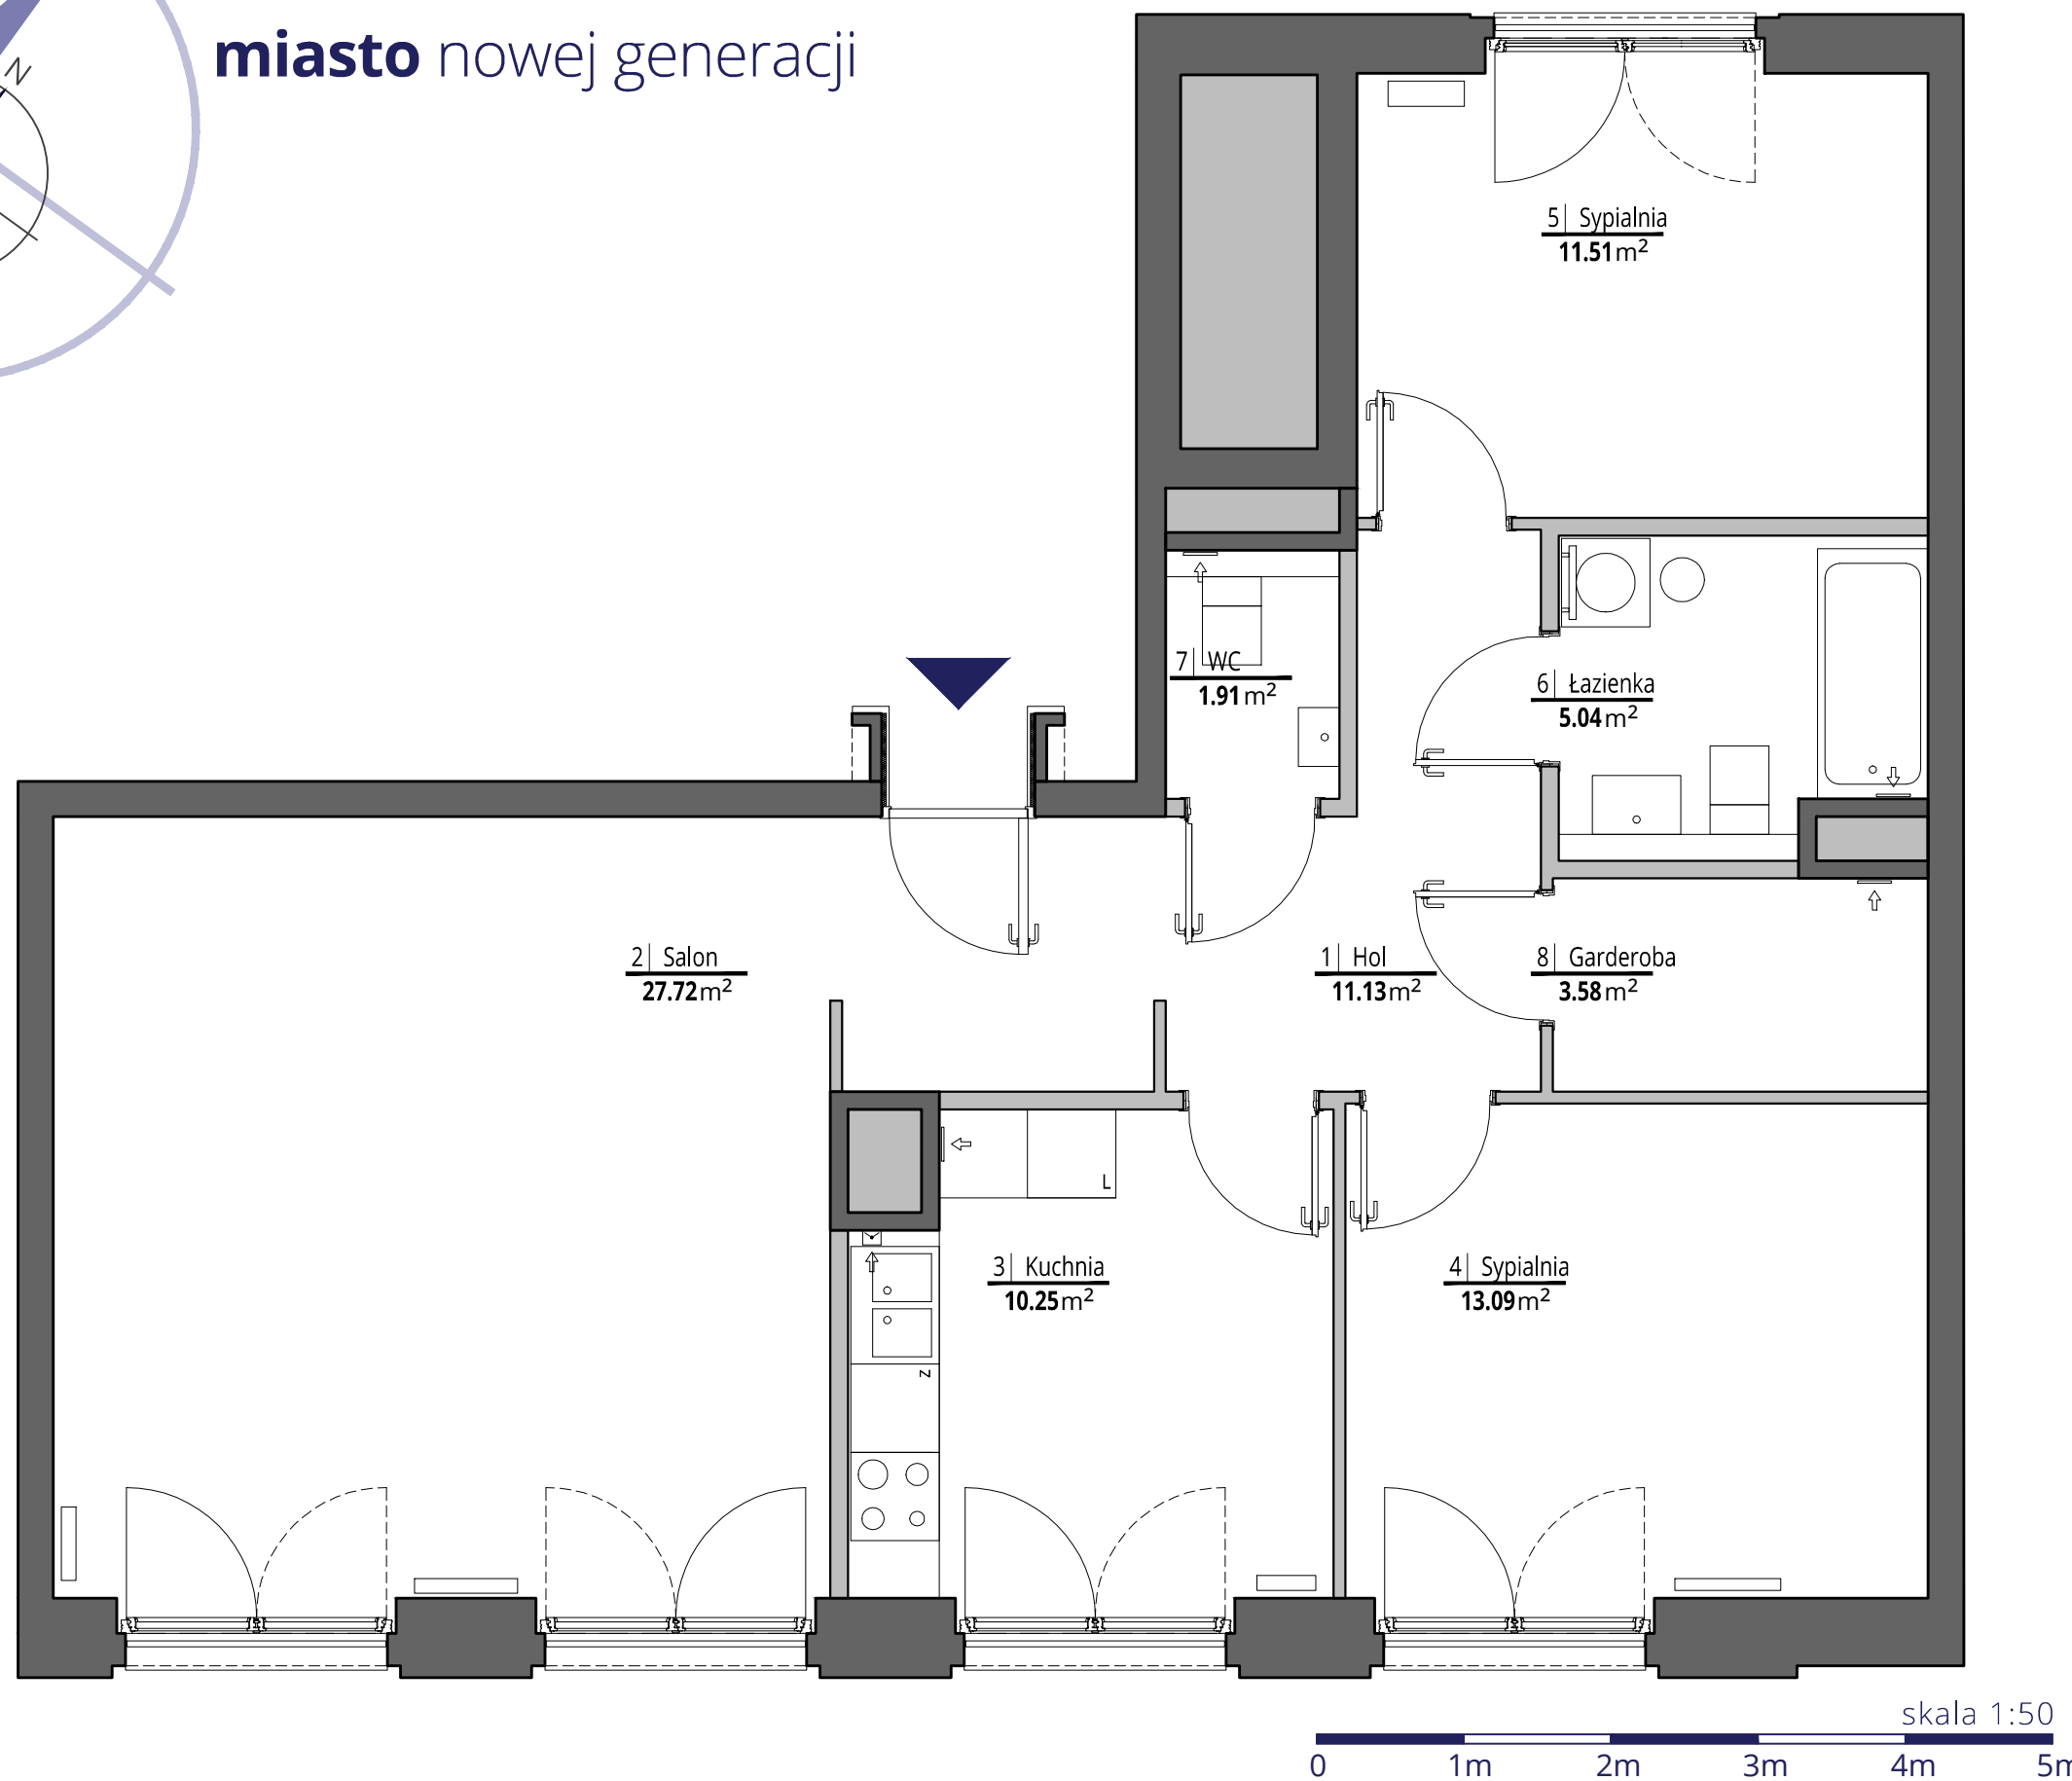 N
miasto nowej generacji
5 Sypialnia
11.51 m²
7 WC
1.91 m²
6 Łazienka
5.04 m²
2 Salon
27.72 m²
1 Hol
11.13 m²
8 Garderoba
3.58 m²
L
3 Kuchnia
10.25 m²
4 Sypialnia
13.09 m²
Z
skala 1:50
0 1m 2m 3m 4m 5m